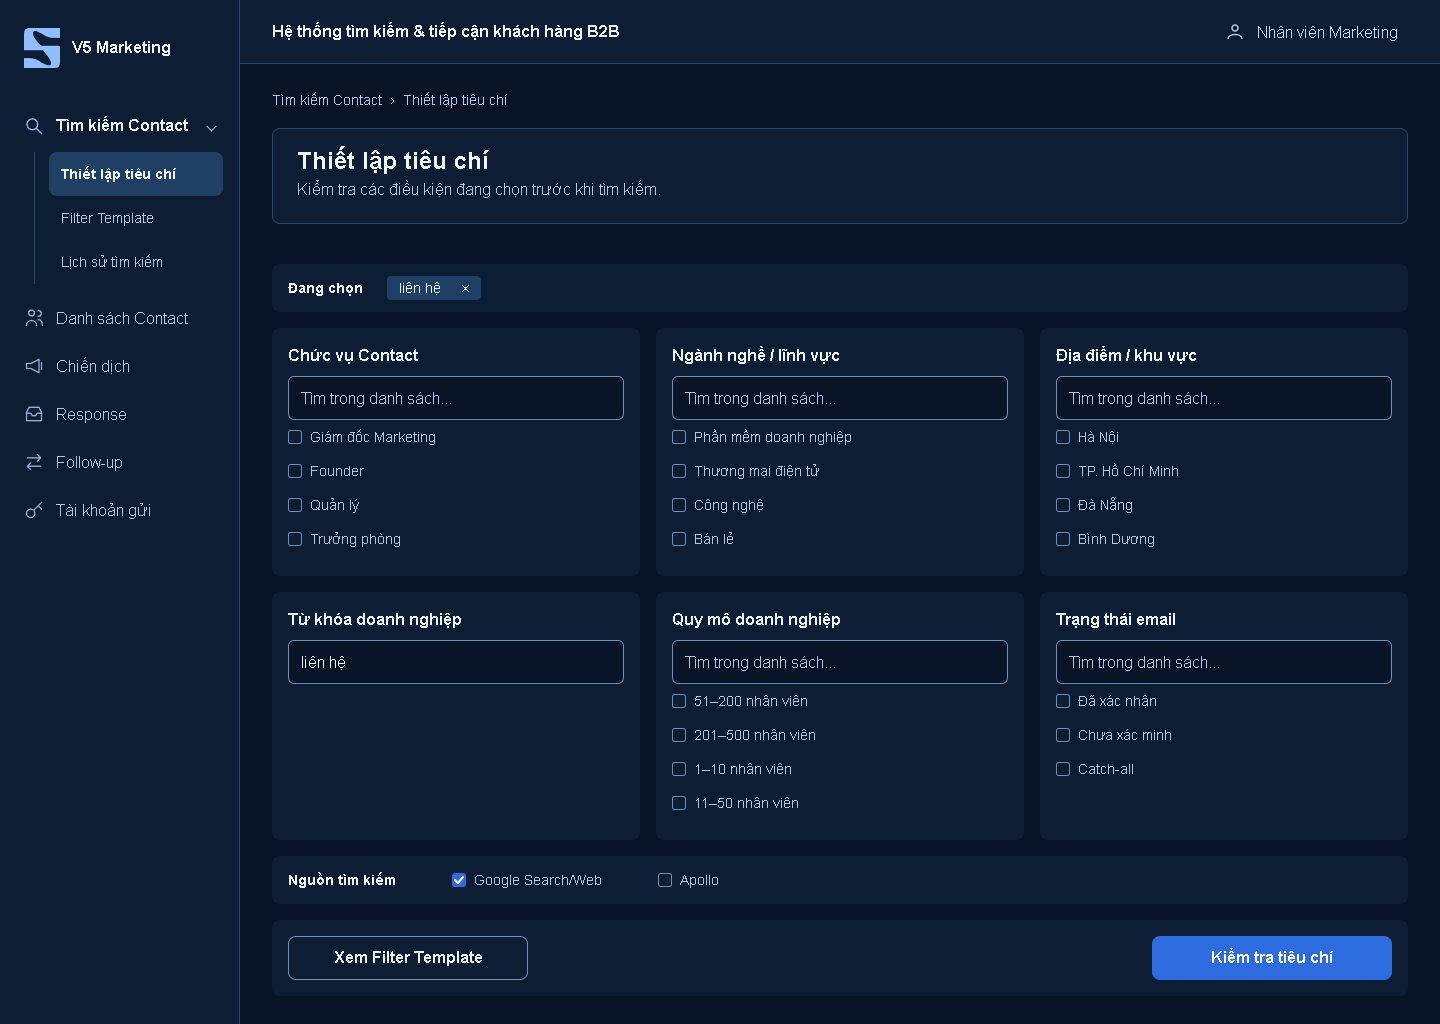 V5 Marketing
Hệ thống tìm kiếm & tiếp cận khách hàng B2B
Nhân viên Marketing
Tìm kiếm Contact
Thiết lập tiêu chí
Filter Template
Lịch sử tìm kiếm
Danh sách Contact
Chiến dịch
Response
Follow-up
Tài khoản gửi
Tìm kiếm Contact › Thiết lập tiêu chí
Thiết lập tiêu chí
Kiểm tra các điều kiện đang chọn trước khi tìm kiếm.
Đang chọn liên hệ ×
Chức vụ Contact
Tìm trong danh sách...
Giám đốc Marketing
Founder
Quản lý
Trưởng phòng
Ngành nghề / lĩnh vực
Tìm trong danh sách...
Phần mềm doanh nghiệp
Thương mại điện tử
Công nghệ
Bán lẻ
Địa điểm / khu vực
Tìm trong danh sách...
Hà Nội
TP. Hồ Chí Minh
Đà Nẵng
Bình Dương
Từ khóa doanh nghiệp
liên hệ
Quy mô doanh nghiệp
Tìm trong danh sách...
51–200 nhân viên
201–500 nhân viên
1–10 nhân viên
11–50 nhân viên
Trạng thái email
Tìm trong danh sách...
Đã xác nhận
Chưa xác minh
Catch-all
Nguồn tìm kiếm Google Search/Web Apollo
Xem Filter Template
Kiểm tra tiêu chí